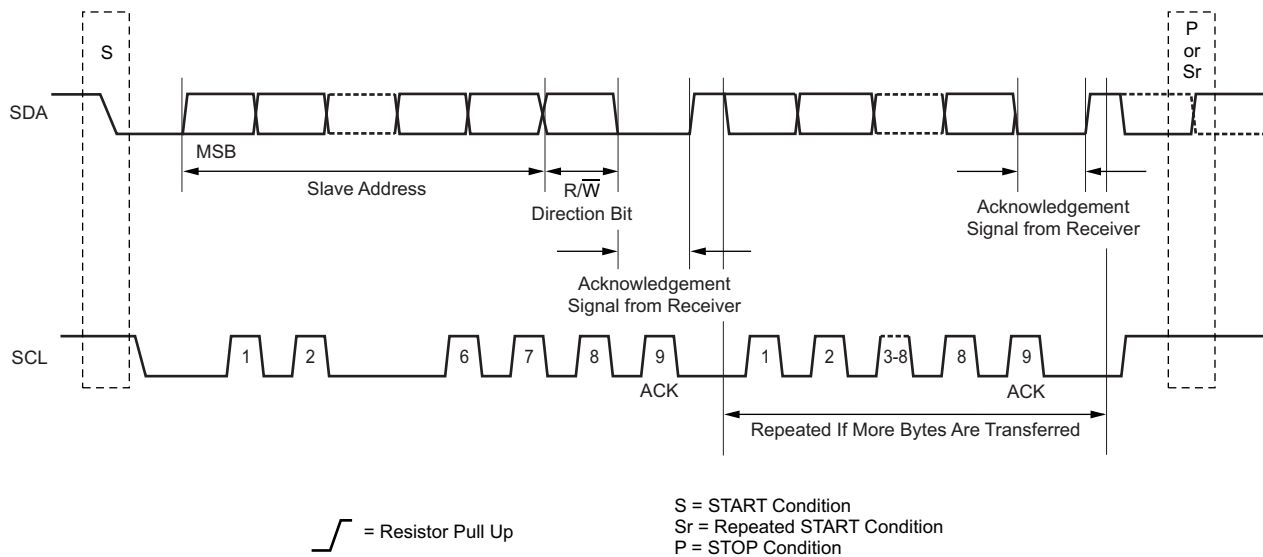 S
P
or
Sr
SDA
MSB
Slave Address
R/W̅
Direction Bit
Acknowledgement
Signal from Receiver
Acknowledgement
Signal from Receiver
SCL
1
2
6
7
8
9
1
2
3-8
8
9
ACK
ACK
Repeated If More Bytes Are Transferred
= Resistor Pull Up
S = START Condition
Sr = Repeated START Condition
P = STOP Condition